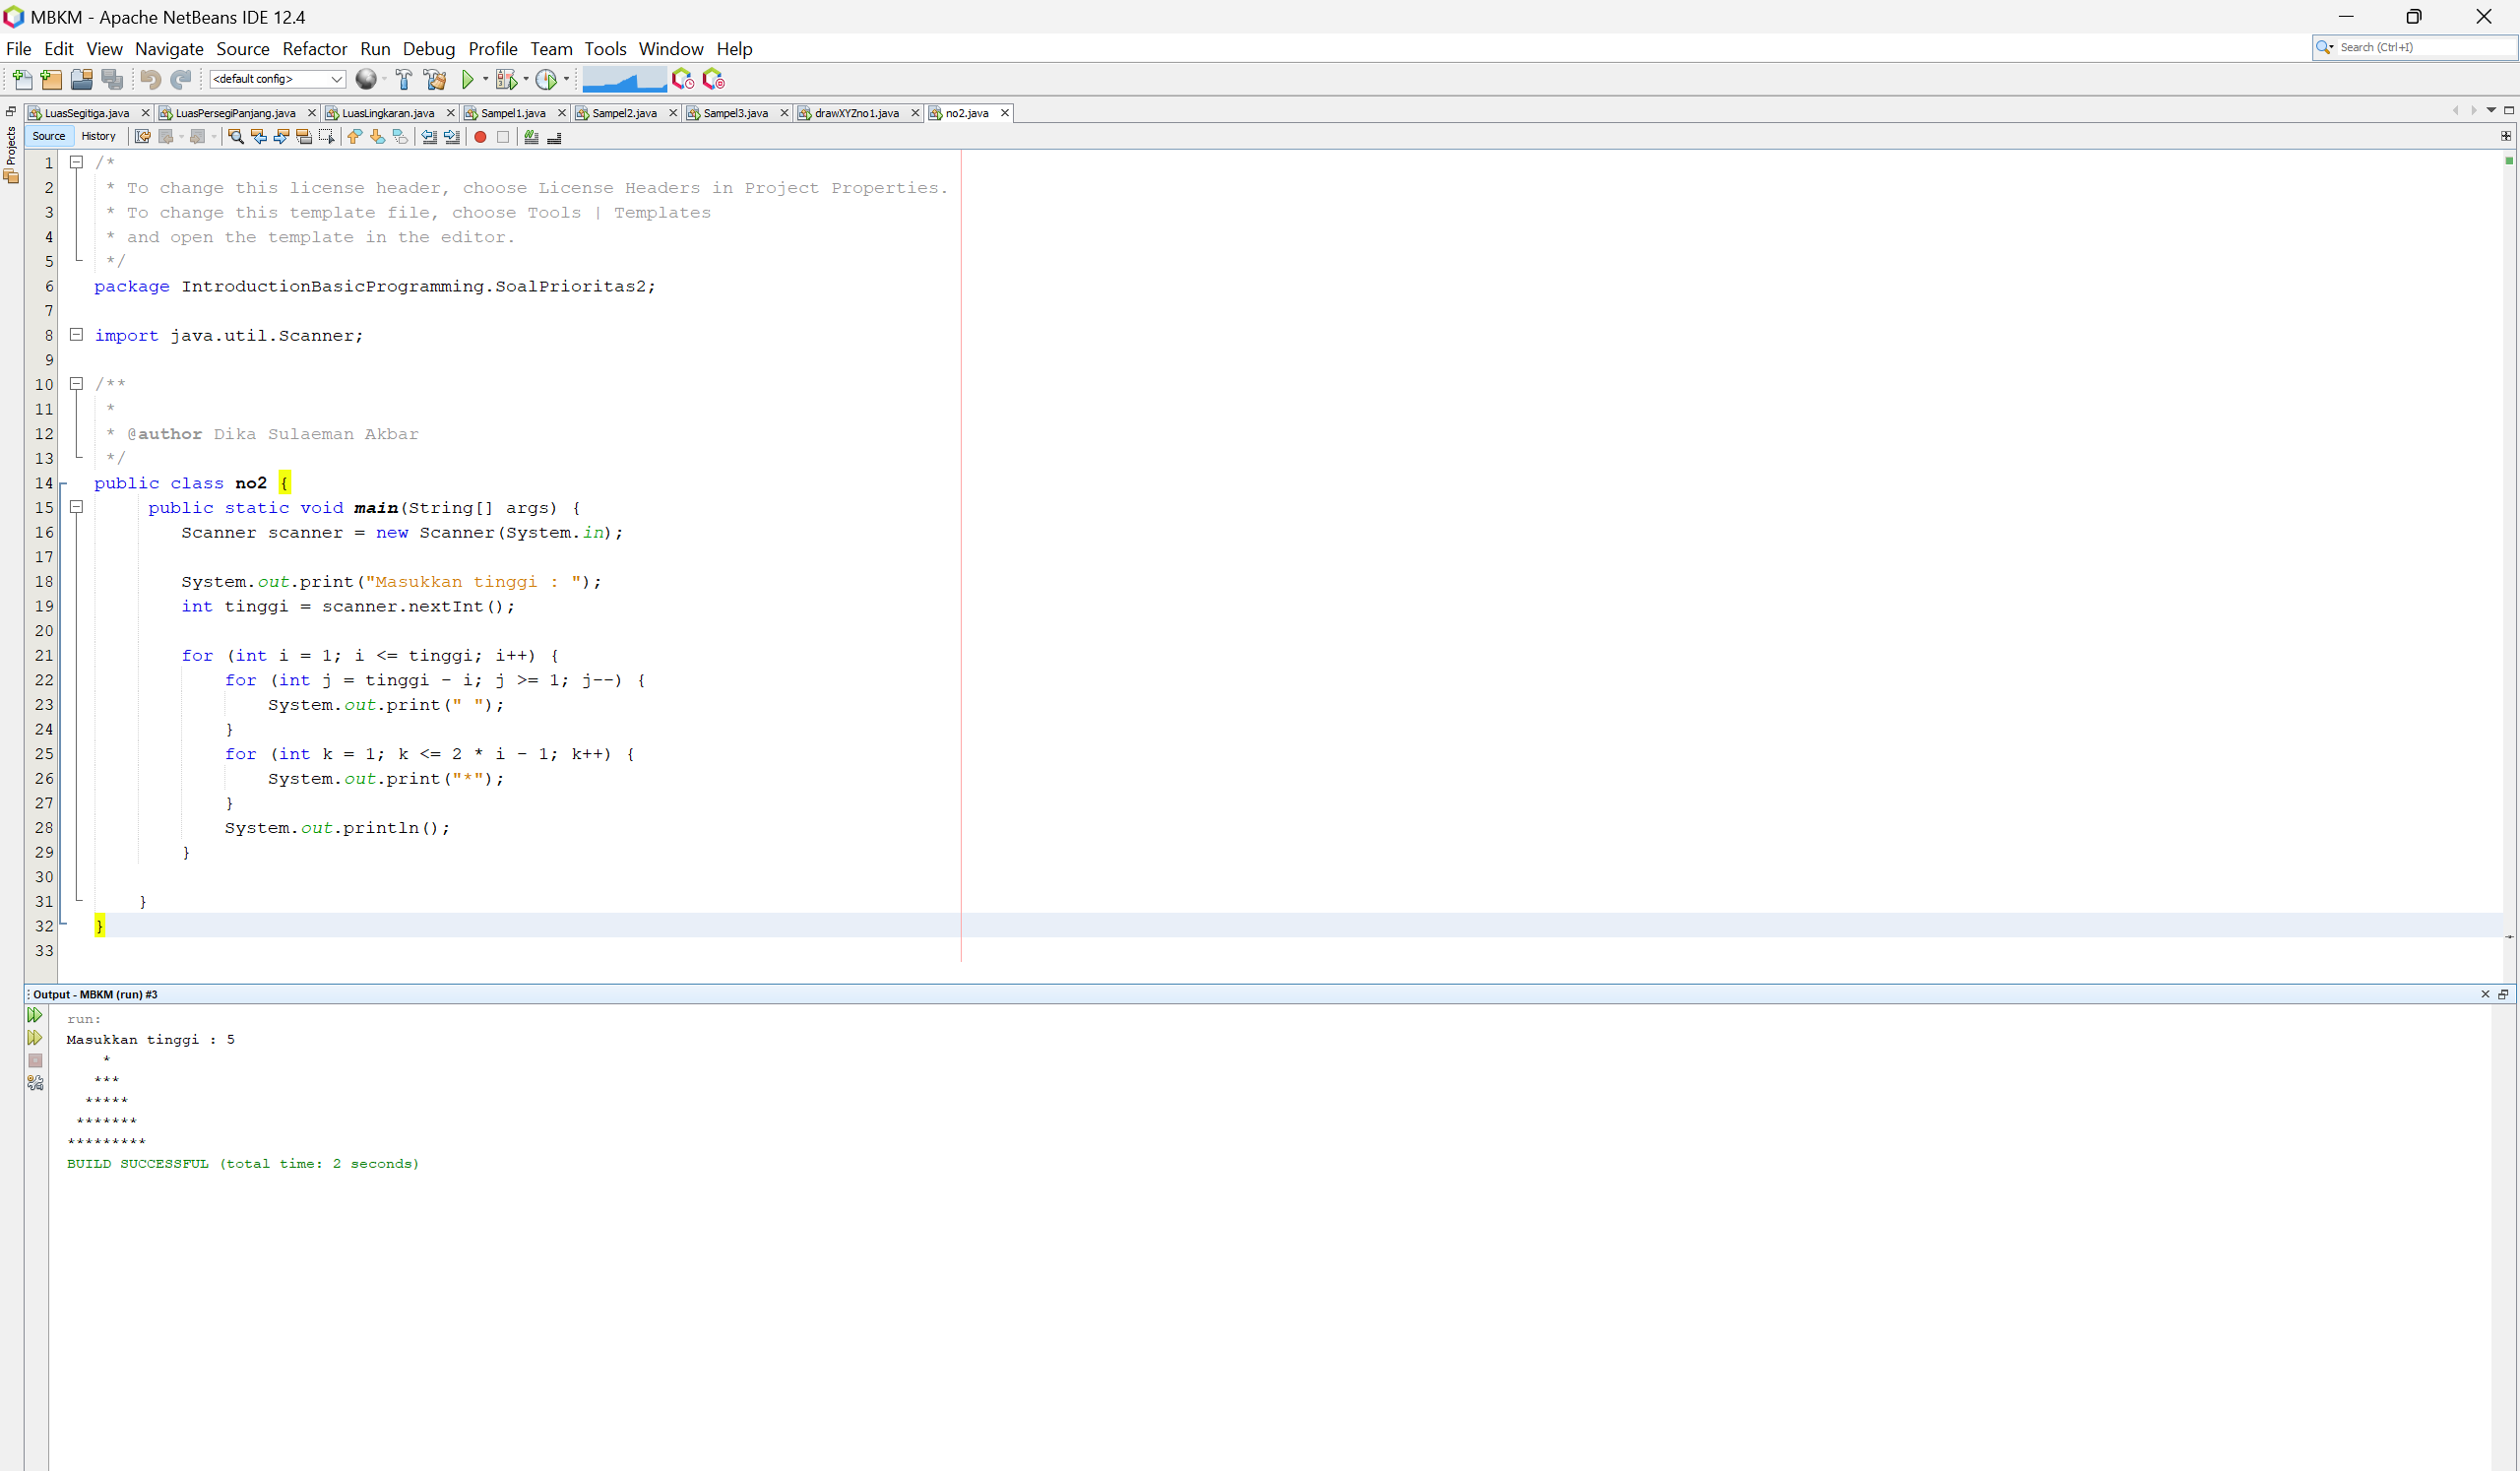 MBKM - Apache NetBeans IDE 12.4
File Edit View Navigate Source Refactor Run Debug Profile Team Tools Window Help
Search (Ctrl+I)
<default config>
LuasSegitiga.java LuasPersegiPanjang.java LuasLingkaran.java Sampel1.java Sampel2.java Sampel3.java drawXYZno1.java no2.java
Projects
Source History
1 /*
2 * To change this license header, choose License Headers in Project Properties.
3 * To change this template file, choose Tools | Templates
4 * and open the template in the editor.
5 */
6 package IntroductionBasicProgramming.SoalPrioritas2;
7
8 import java.util.Scanner;
9
10 /**
11 *
12 * @author Dika Sulaeman Akbar
13 */
14 public class no2 {
15 public static void main(String[] args) {
16 Scanner scanner = new Scanner(System.in);
17
18 System.out.print("Masukkan tinggi : ");
19 int tinggi = scanner.nextInt();
20
21 for (int i = 1; i <= tinggi; i++) {
22 for (int j = tinggi - i; j >= 1; j--) {
23 System.out.print(" ");
24 }
25 for (int k = 1; k <= 2 * i - 1; k++) {
26 System.out.print("*");
27 }
28 System.out.println();
29 }
30
31 }
32 }
33
Output - MBKM (run) #3
run:
Masukkan tinggi : 5
    *
   ***
  *****
 *******
*********
BUILD SUCCESSFUL (total time: 2 seconds)